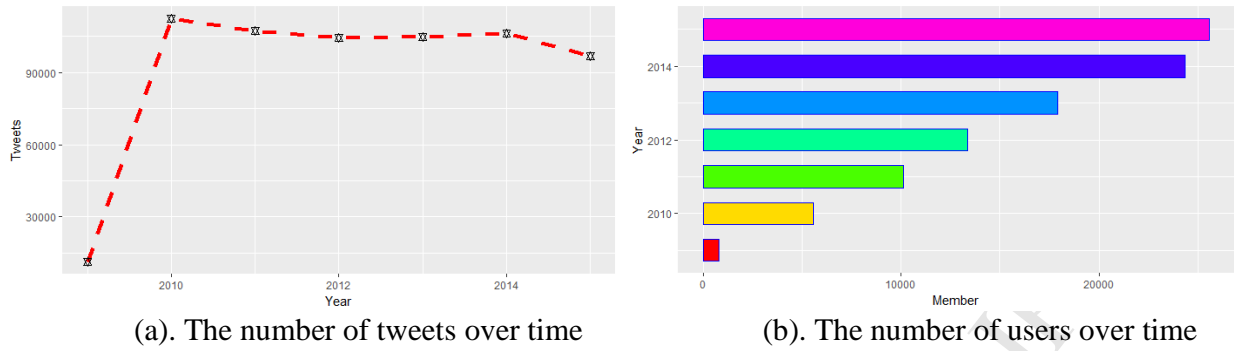 90000
60000
30000
Tweets
2010
2012
2014
Year
2014
2012
2010
Year
0
10000
20000
Member
(a). The number of tweets over time
(b). The number of users over time